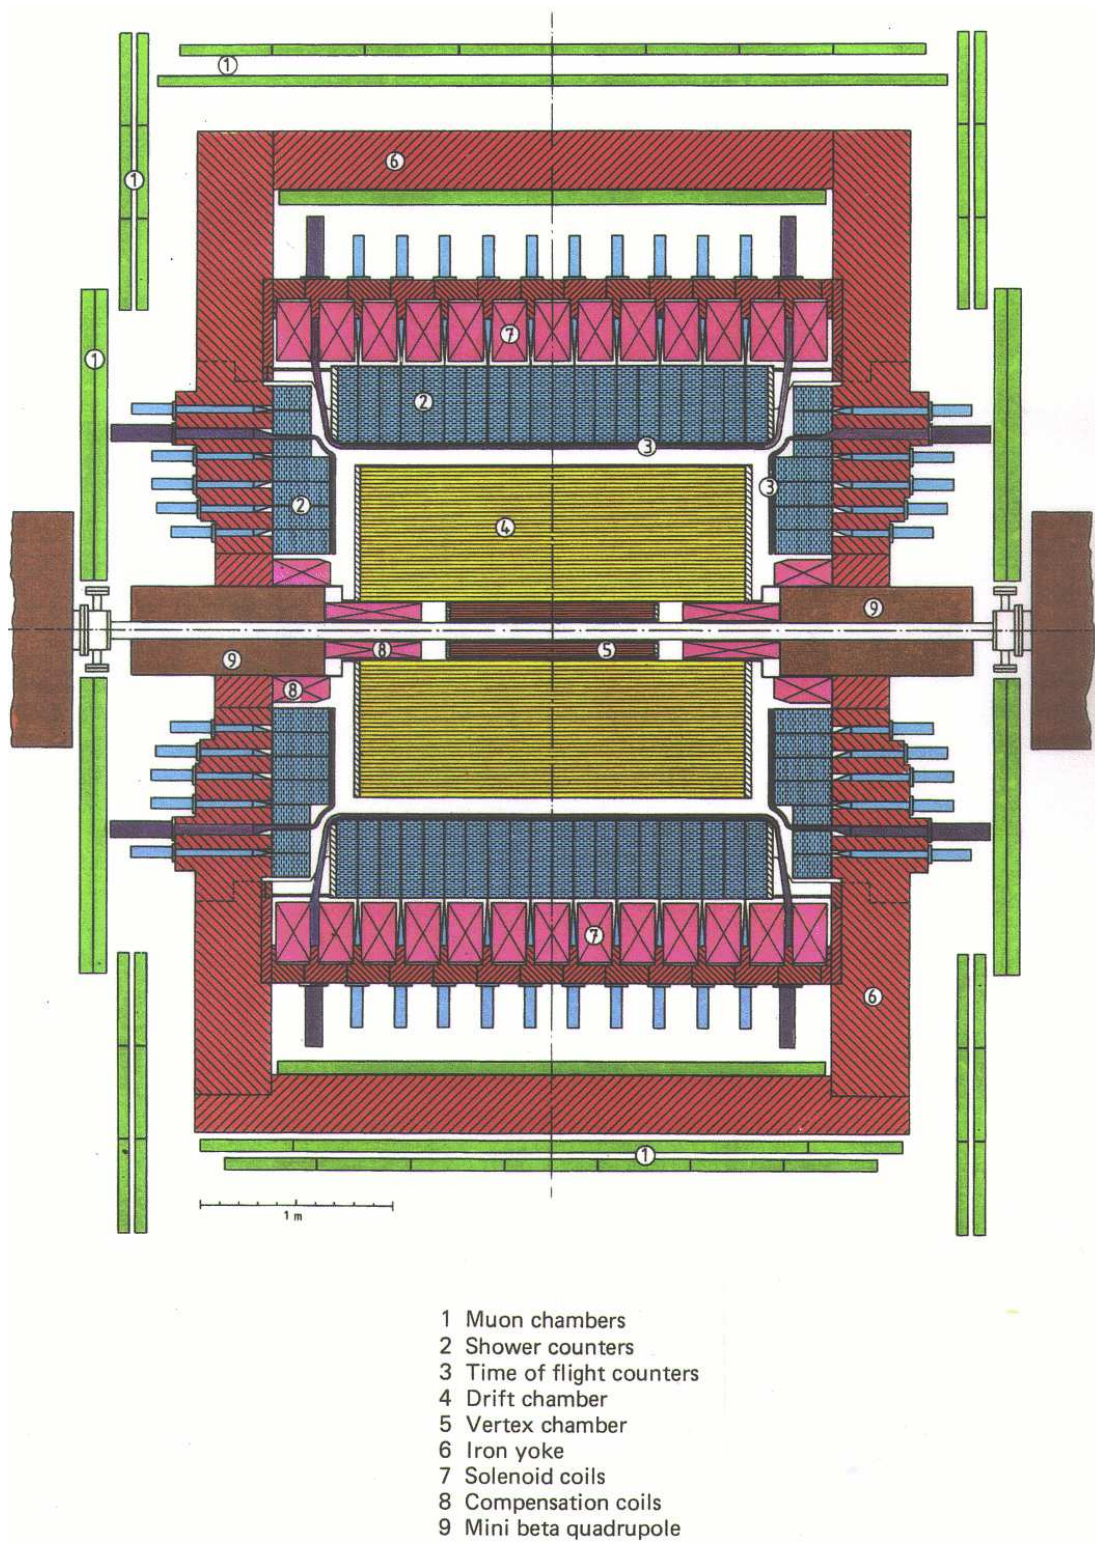 1
1
6
7
1
2
3
3
2
4
9
9
8
5
8
7
6
1
1 m
1 Muon chambers
2 Shower counters
3 Time of flight counters
4 Drift chamber
5 Vertex chamber
6 Iron yoke
7 Solenoid coils
8 Compensation coils
9 Mini beta quadrupole